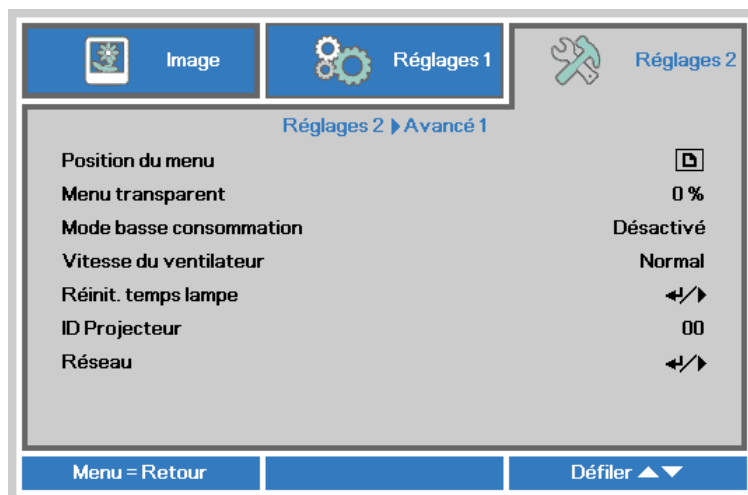 Image Réglages 1 Réglages 2
Réglages 2 ▶ Avancé 1
Position du menu
Menu transparent 0 %
Mode basse consommation Désactivé
Vitesse du ventilateur Normal
Réinit. temps lampe ↵/▶
ID Projecteur 00
Réseau ↵/▶
Menu = Retour Défiler ▲▼